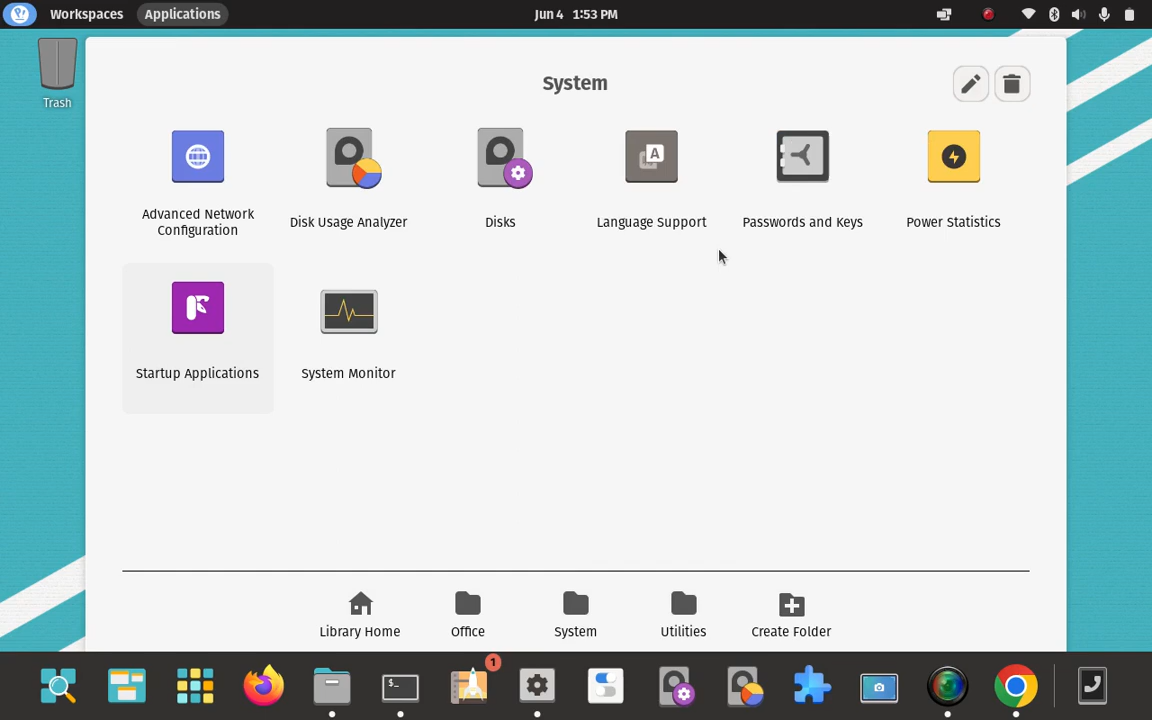 Workspaces Applications Jun 4 1:53 PM
Trash
System
Advanced Network
Configuration
Disk Usage Analyzer
Disks
Language Support
A
Passwords and Keys
Power Statistics
Startup Applications
System Monitor
Library Home
Office
System
Utilities
Create Folder
1
$_